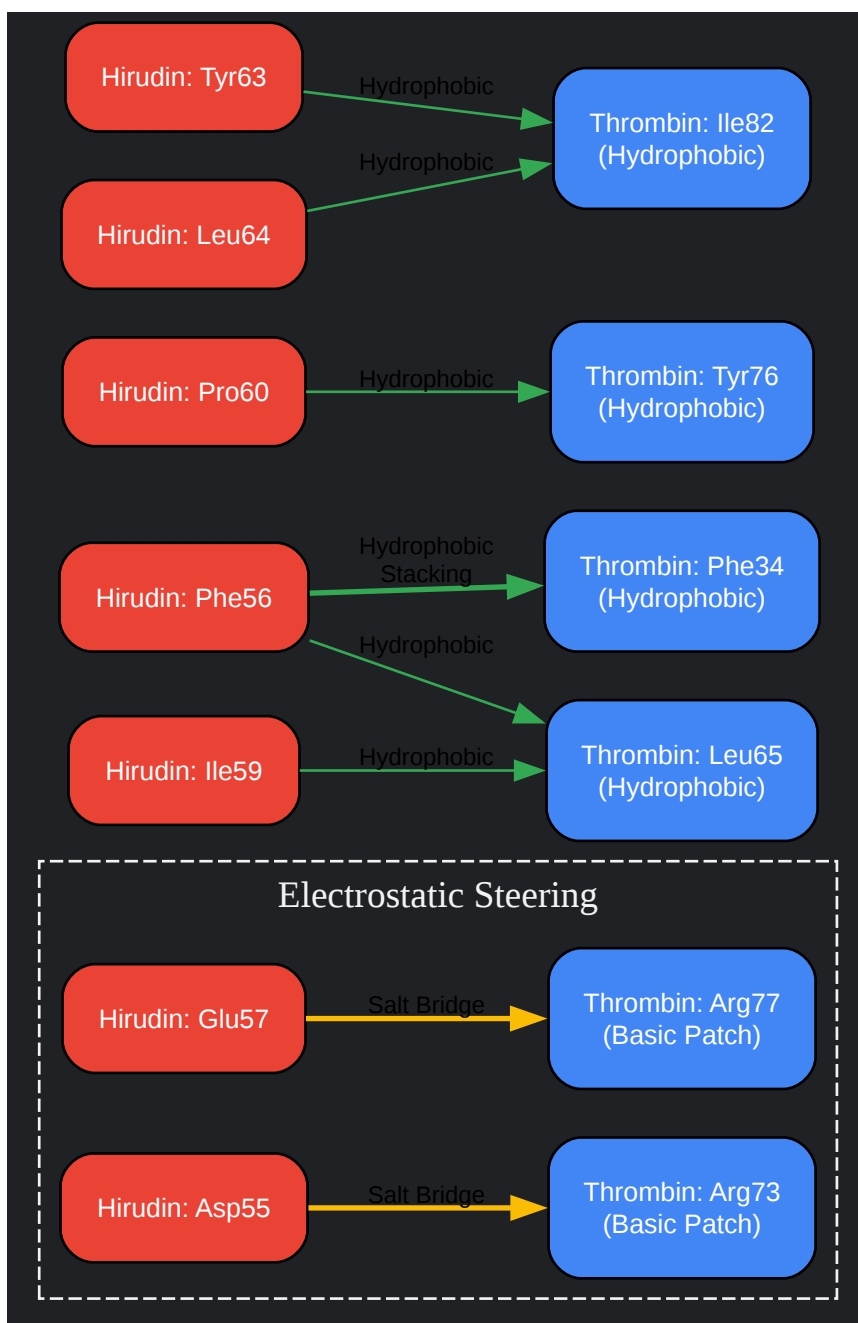 Hirudin: Tyr63
Hydrophobic
Thrombin: Ile82
(Hydrophobic)
Hydrophobic
Hirudin: Leu64
Hirudin: Pro60
Hydrophobic
Thrombin: Tyr76
(Hydrophobic)
Hirudin: Phe56
Hydrophobic
Stacking
Thrombin: Phe34
(Hydrophobic)
Hydrophobic
Hirudin: Ile59
Hydrophobic
Thrombin: Leu65
(Hydrophobic)
Electrostatic Steering
Hirudin: Glu57
Salt Bridge
Thrombin: Arg77
(Basic Patch)
Hirudin: Asp55
Salt Bridge
Thrombin: Arg73
(Basic Patch)